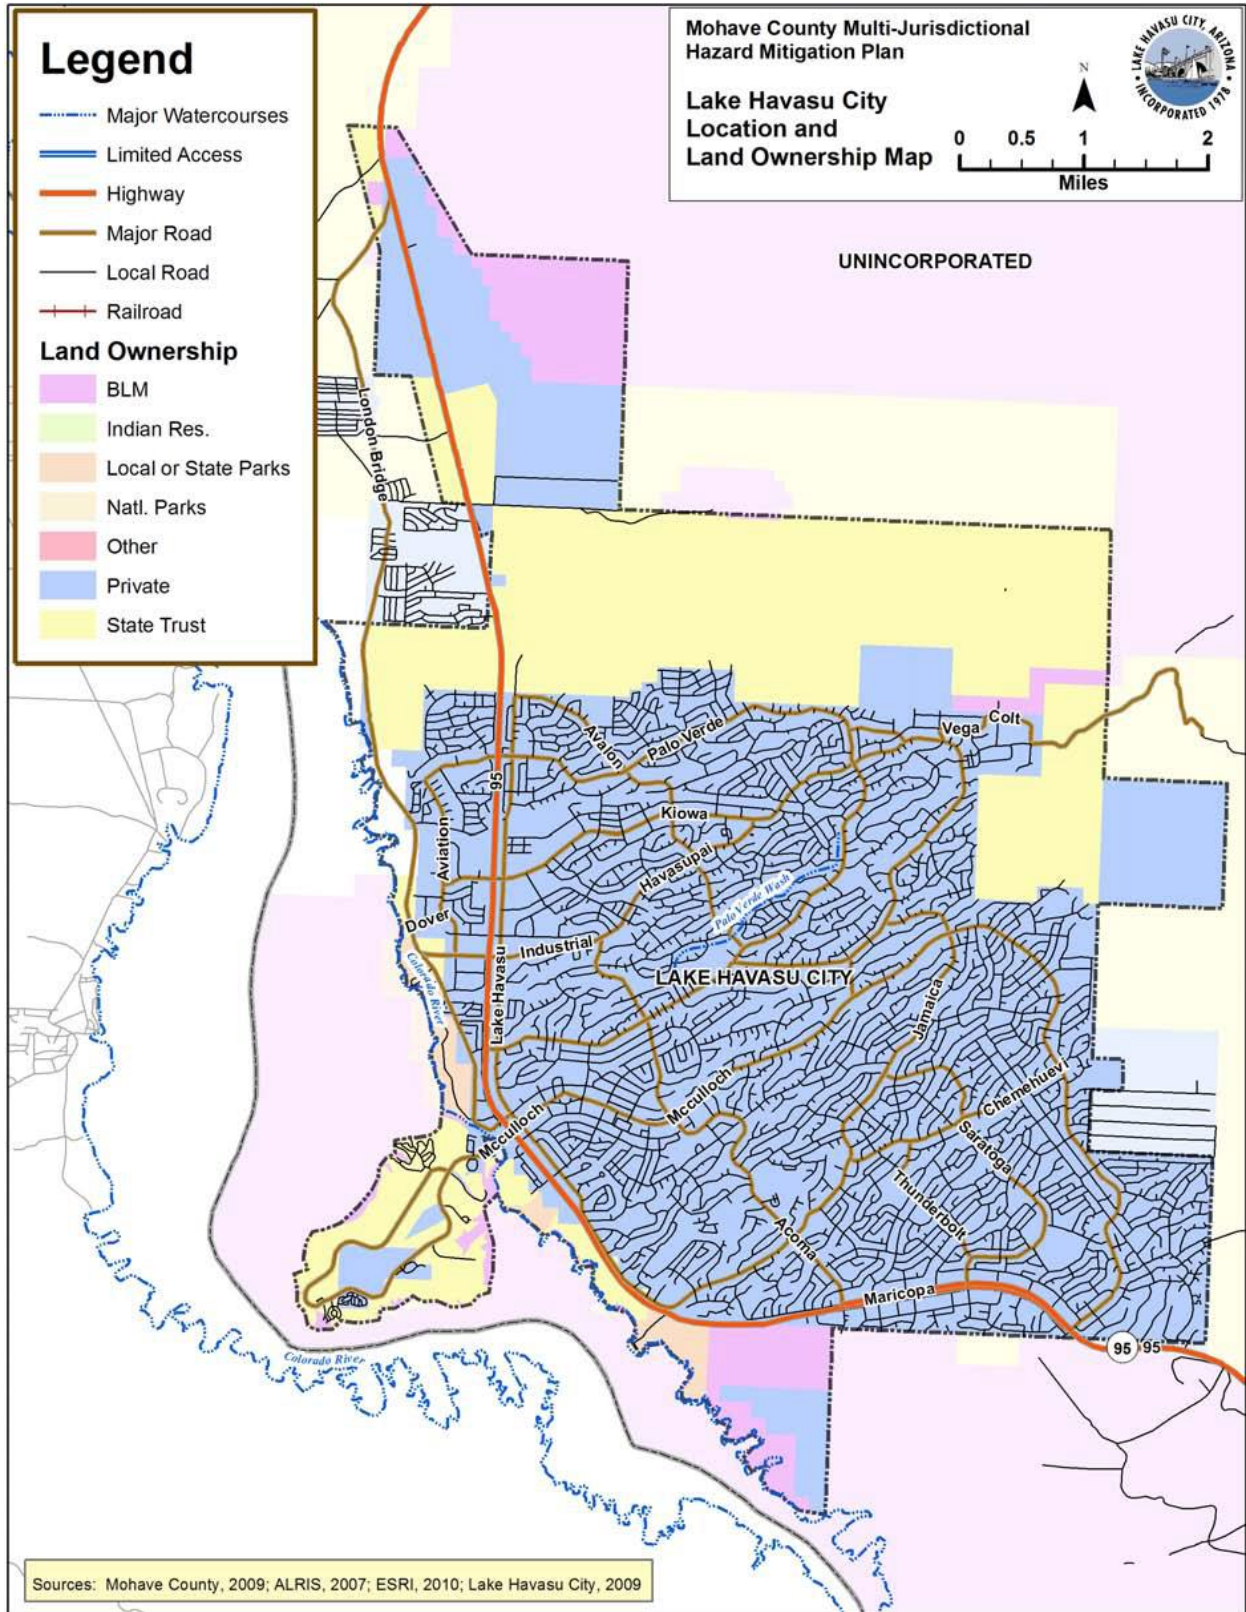 Legend
Major Watercourses
Limited Access
Highway
Major Road
Local Road
Railroad
Land Ownership
BLM
Indian Res.
Local or State Parks
Natl. Parks
Other
Private
State Trust
Mohave County Multi-Jurisdictional
Hazard Mitigation Plan
Lake Havasu City
Location and
Land Ownership Map
N
0 0.5 1 2
Miles
LAKE HAVASU CITY, ARIZONA
INCORPORATED 1978
UNINCORPORATED
London Bridge
Avalon
Palo Verde
Vega
Colt
95
Kiowa
Aviation
Havasupai
Palo Verde Wash
Dover
Industrial
Colorado River
Lake Havasu
LAKE HAVASU CITY
Jamaica
Mcculloch
Mcculloch
Chemehuevi
Saratoga
Thunderbolt
Acoma
Maricopa
95 95
Colorado River
Sources: Mohave County, 2009; ALRIS, 2007; ESRI, 2010; Lake Havasu City, 2009